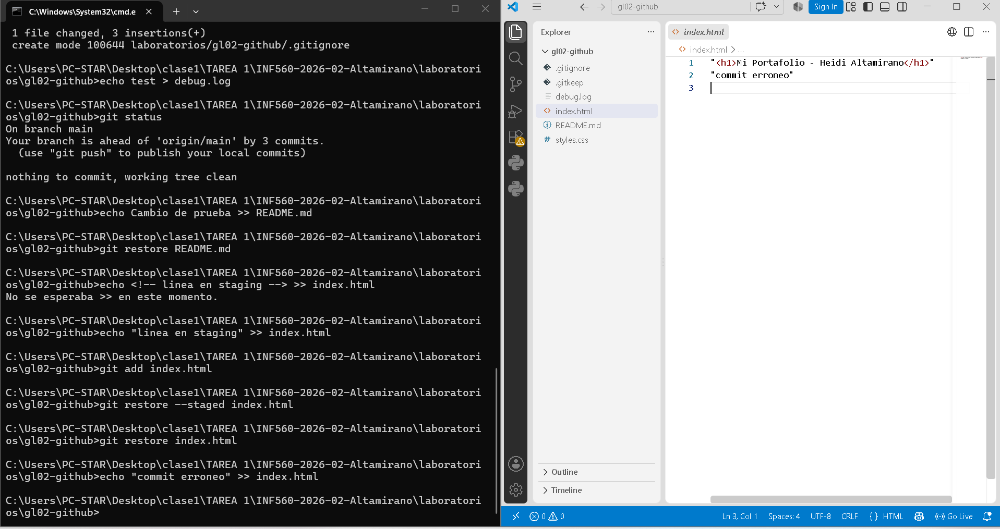 C:\Windows\System32\cmd.e
1 file changed, 3 insertions(+)
create mode 100644 laboratorios/gl02-github/.gitignore
C:\Users\PC-STAR\Desktop\clase1\TAREA 1\INF560-2026-02-Altamirano\laboratori
os\gl02-github>echo test > debug.log
C:\Users\PC-STAR\Desktop\clase1\TAREA 1\INF560-2026-02-Altamirano\laboratori
os\gl02-github>git status
On branch main
Your branch is ahead of 'origin/main' by 3 commits.
(use "git push" to publish your local commits)
nothing to commit, working tree clean
C:\Users\PC-STAR\Desktop\clase1\TAREA 1\INF560-2026-02-Altamirano\laboratori
os\gl02-github>echo Cambio de prueba >> README.md
C:\Users\PC-STAR\Desktop\clase1\TAREA 1\INF560-2026-02-Altamirano\laboratori
os\gl02-github>git restore README.md
C:\Users\PC-STAR\Desktop\clase1\TAREA 1\INF560-2026-02-Altamirano\laboratori
os\gl02-github>echo <!-- linea en staging --> >> index.html
No se esperaba >> en este momento.
C:\Users\PC-STAR\Desktop\clase1\TAREA 1\INF560-2026-02-Altamirano\laboratori
os\gl02-github>echo "linea en staging" >> index.html
C:\Users\PC-STAR\Desktop\clase1\TAREA 1\INF560-2026-02-Altamirano\laboratori
os\gl02-github>git add index.html
C:\Users\PC-STAR\Desktop\clase1\TAREA 1\INF560-2026-02-Altamirano\laboratori
os\gl02-github>git restore --staged index.html
C:\Users\PC-STAR\Desktop\clase1\TAREA 1\INF560-2026-02-Altamirano\laboratori
os\gl02-github>git restore index.html
C:\Users\PC-STAR\Desktop\clase1\TAREA 1\INF560-2026-02-Altamirano\laboratori
os\gl02-github>echo "commit erroneo" >> index.html
C:\Users\PC-STAR\Desktop\clase1\TAREA 1\INF560-2026-02-Altamirano\laboratori
os\gl02-github>
gl02-github
Sign In
Explorer
gl02-github
.gitignore
.gitkeep
debug.log
index.html
README.md
styles.css
Outline
Timeline
index.html
index.html > ...
1 "<h1>Mi Portafolio - Heidi Altamirano</h1>"
2 "commit erroneo"
3
0 0
Ln 3, Col 1 Spaces: 4 UTF-8 CRLF { } HTML Go Live